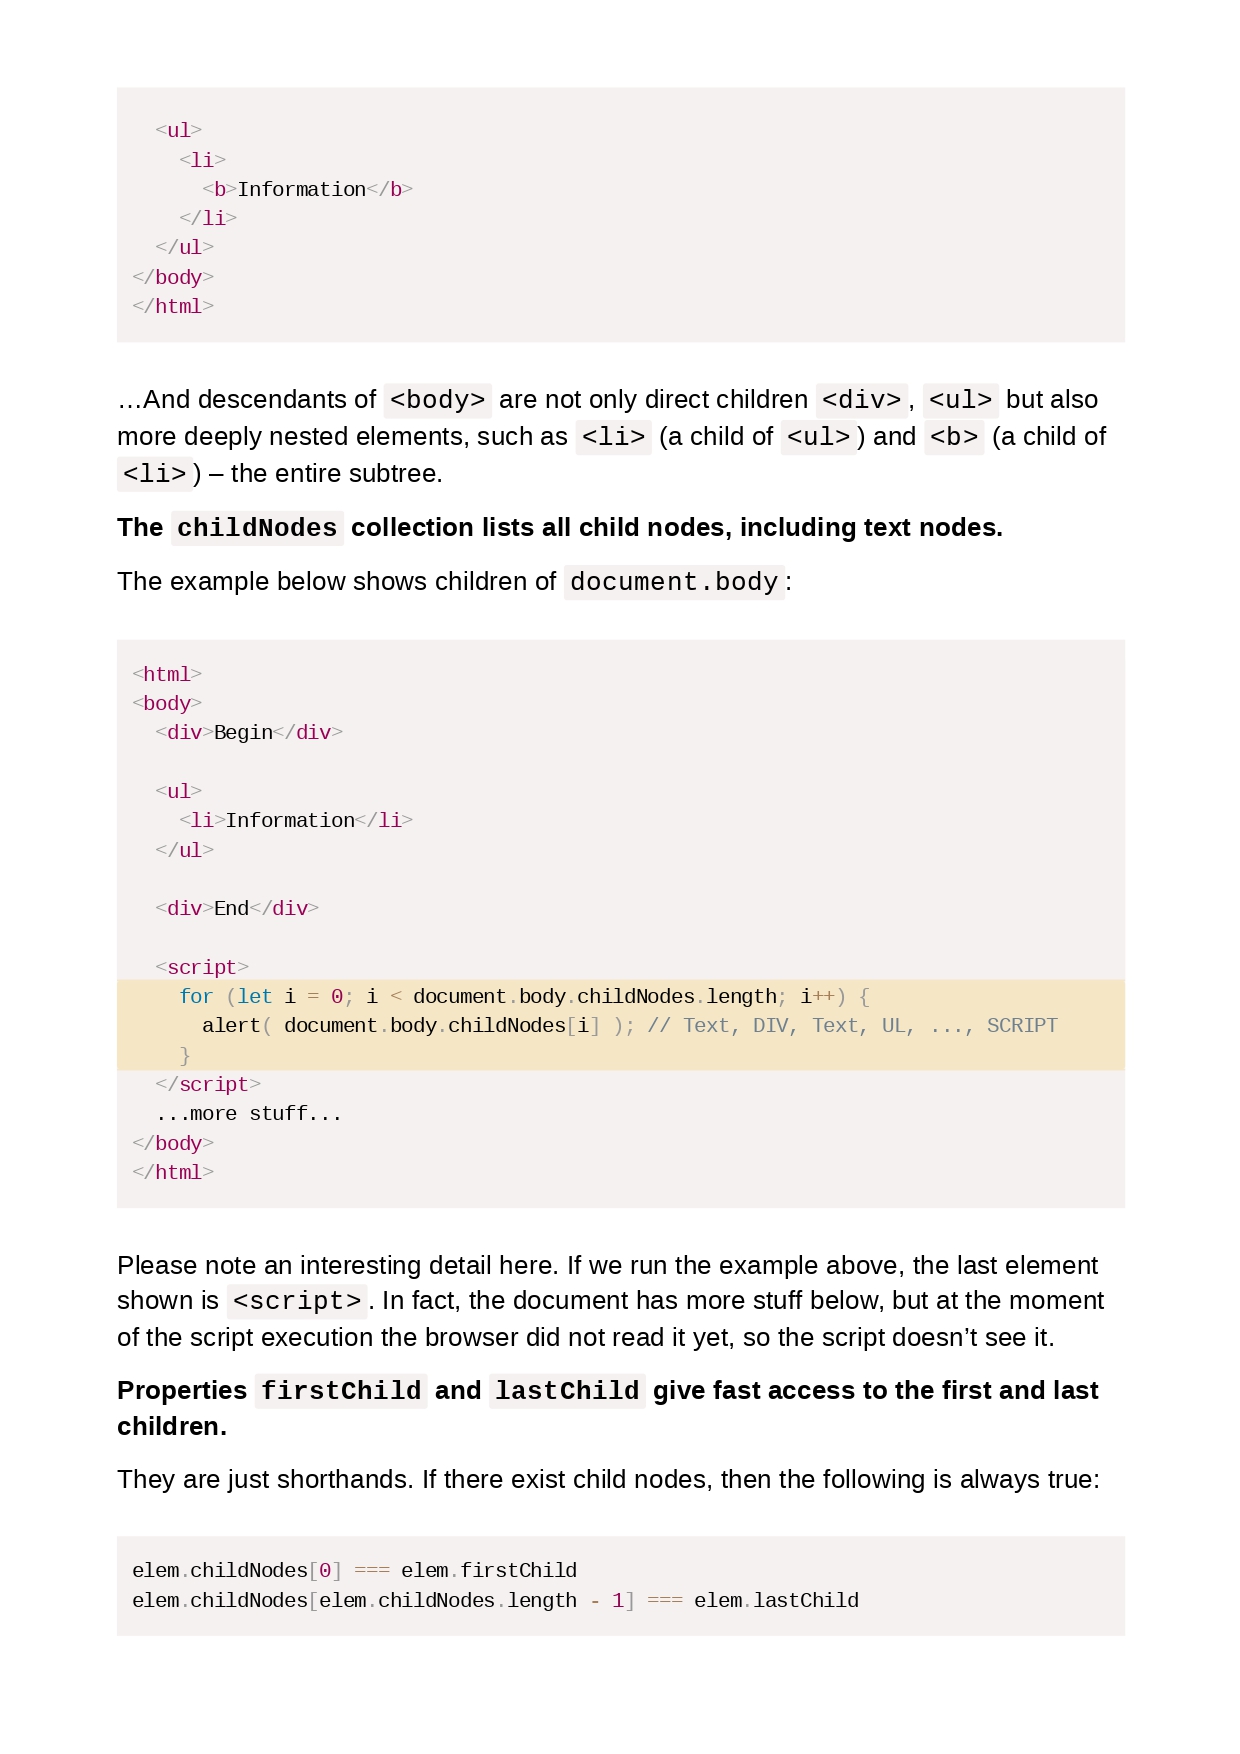 <ul>
    <li>
      <b>Information</b>
    </li>
  </ul>
</body>
</html>
…And descendants of <body> are not only direct children <div>, <ul> but also
more deeply nested elements, such as <li> (a child of <ul>) and <b> (a child of
<li>) – the entire subtree.
The childNodes collection lists all child nodes, including text nodes.
The example below shows children of document.body:
<html>
<body>
  <div>Begin</div>
  <ul>
    <li>Information</li>
  </ul>
  <div>End</div>
  <script>
    for (let i = 0; i < document.body.childNodes.length; i++) {
      alert( document.body.childNodes[i] ); // Text, DIV, Text, UL, ..., SCRIPT
    }
  </script>
  ...more stuff...
</body>
</html>
Please note an interesting detail here. If we run the example above, the last element
shown is <script>. In fact, the document has more stuff below, but at the moment
of the script execution the browser did not read it yet, so the script doesn’t see it.
Properties firstChild and lastChild give fast access to the first and last
children.
They are just shorthands. If there exist child nodes, then the following is always true:
elem.childNodes[0] === elem.firstChild
elem.childNodes[elem.childNodes.length - 1] === elem.lastChild